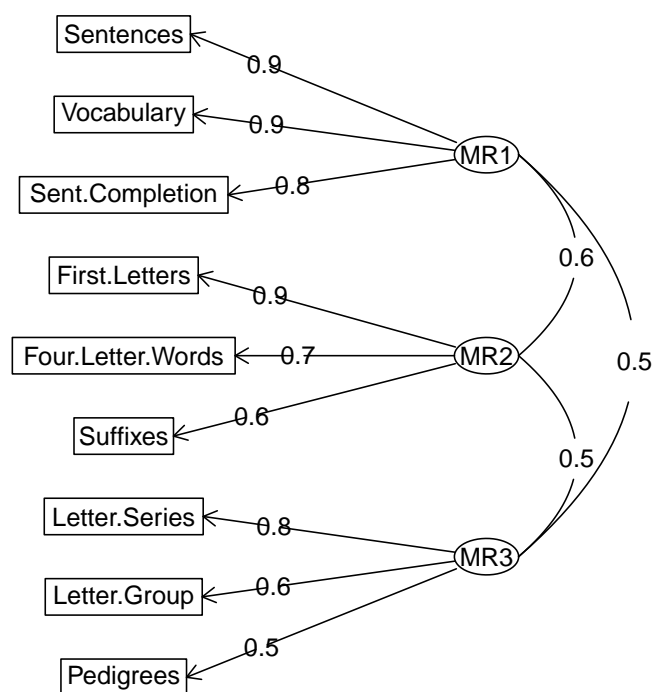 Sentences
0.9
Vocabulary
0.9
MR1
Sent.Completion
0.8
0.6
First.Letters
0.9
Four.Letter.Words
0.7
MR2
0.5
Suffixes
0.6
0.5
Letter.Series
0.8
MR3
Letter.Group
0.6
Pedigrees
0.5